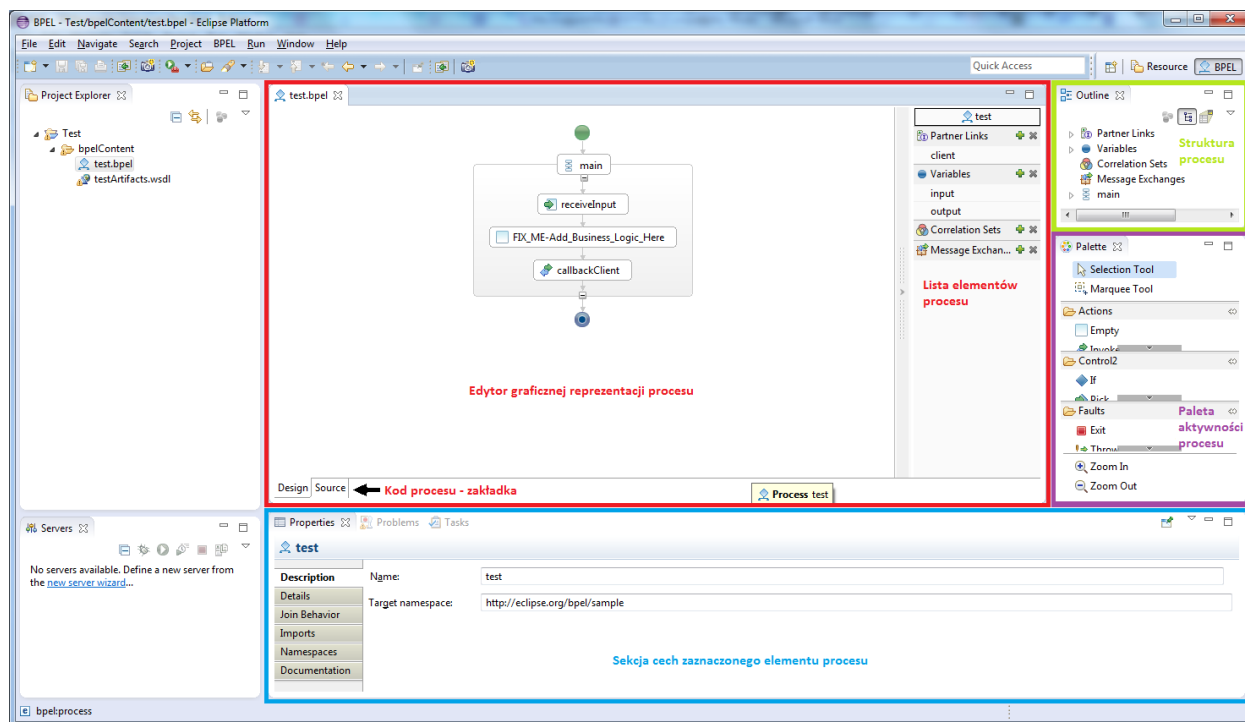 BPEL - Test/bpelContent/test.bpel - Eclipse Platform
File Edit Navigate Search Project BPEL Run Window Help
Quick Access
Resource
BPEL
Project Explorer
Test
bpelContent
test.bpel
testArtifacts.wsdl
test.bpel
main
receiveInput
FIX_ME-Add_Business_Logic_Here
callbackClient
Edytor graficznej reprezentacji procesu
Design Source
Kod procesu - zakładka
Process test
test
Partner Links
client
Variables
input
output
Correlation Sets
Message Exchan...
Lista elementów
procesu
Outline
Partner Links
Variables
Correlation Sets
Message Exchanges
main
Struktura
procesu
Palette
Selection Tool
Marquee Tool
Actions
Empty
Invoke
Control2
If
Pick
Faults
Exit
Throw
Zoom In
Zoom Out
Paleta
aktywności
procesu
Servers
No servers available. Define a new server from
the new server wizard...
Properties Problems Tasks
test
Description
Details
Join Behavior
Imports
Namespaces
Documentation
Name: test
Target namespace: http://eclipse.org/bpel/sample
Sekcja cech zaznaczonego elementu procesu
bpel:process